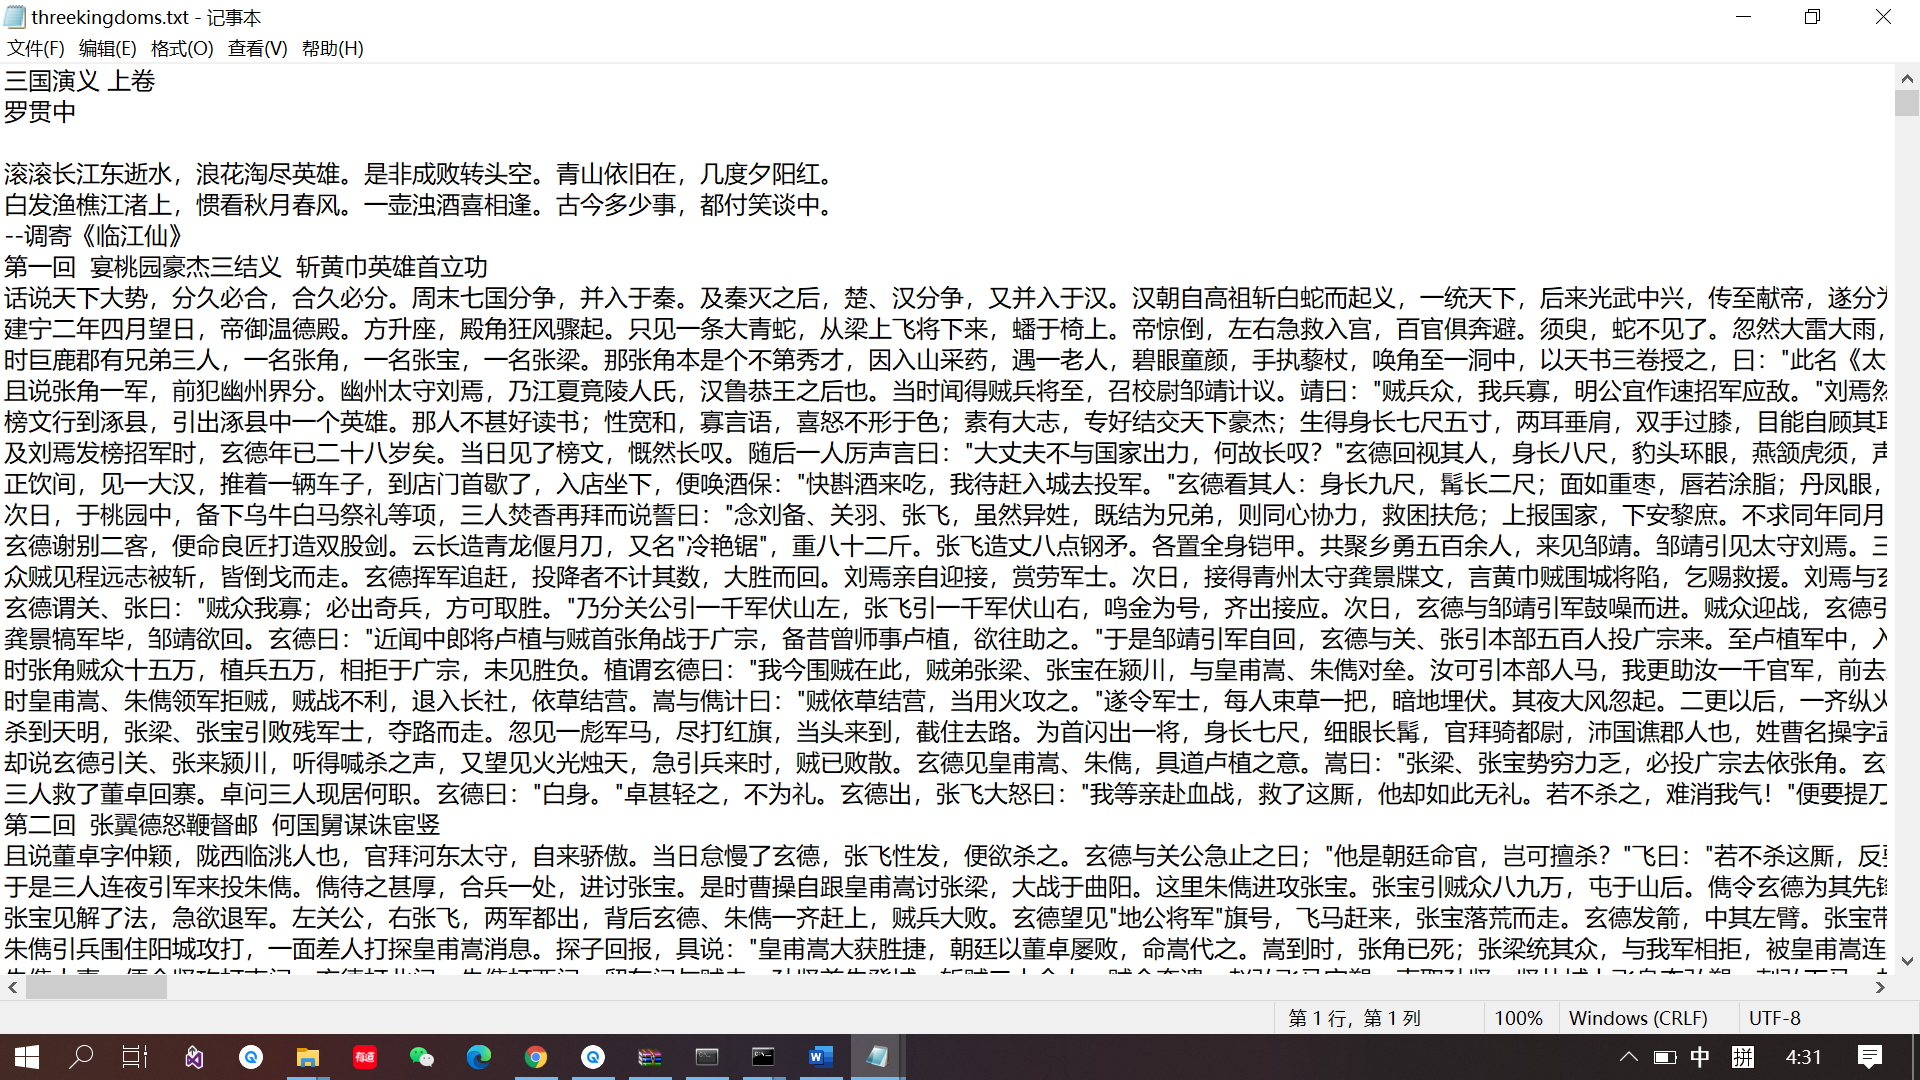 threekingdoms.txt - 记事本
文件(F) 编辑(E) 格式(O) 查看(V) 帮助(H)
三国演义 上卷
罗贯中
滚滚长江东逝水，浪花淘尽英雄。是非成败转头空。青山依旧在，几度夕阳红。
白发渔樵江渚上，惯看秋月春风。一壶浊酒喜相逢。古今多少事，都付笑谈中。
--调寄《临江仙》
第一回 宴桃园豪杰三结义 斩黄巾英雄首立功
话说天下大势，分久必合，合久必分。周末七国分争，并入于秦。及秦灭之后，楚、汉分争，又并入于汉。汉朝自高祖斩白蛇而起义，一统天下，后来光武中兴，传至献帝，遂分为
建宁二年四月望日，帝御温德殿。方升座，殿角狂风骤起。只见一条大青蛇，从梁上飞将下来，蟠于椅上。帝惊倒，左右急救入宫，百官俱奔避。须臾，蛇不见了。忽然大雷大雨，
时巨鹿郡有兄弟三人，一名张角，一名张宝，一名张梁。那张角本是个不第秀才，因入山采药，遇一老人，碧眼童颜，手执藜杖，唤角至一洞中，以天书三卷授之，曰："此名《太
且说张角一军，前犯幽州界分。幽州太守刘焉，乃江夏竟陵人氏，汉鲁恭王之后也。当时闻得贼兵将至，召校尉邹靖计议。靖曰："贼兵众，我兵寡，明公宜作速招军应敌。"刘焉然
榜文行到涿县，引出涿县中一个英雄。那人不甚好读书；性宽和，寡言语，喜怒不形于色；素有大志，专好结交天下豪杰；生得身长七尺五寸，两耳垂肩，双手过膝，目能自顾其耳
及刘焉发榜招军时，玄德年已二十八岁矣。当日见了榜文，慨然长叹。随后一人厉声言曰："大丈夫不与国家出力，何故长叹？"玄德回视其人，身长八尺，豹头环眼，燕颔虎须，声
正饮间，见一大汉，推着一辆车子，到店门首歇了，入店坐下，便唤酒保："快斟酒来吃，我待赶入城去投军。"玄德看其人：身长九尺，髯长二尺；面如重枣，唇若涂脂；丹凤眼，
次日，于桃园中，备下乌牛白马祭礼等项，三人焚香再拜而说誓曰："念刘备、关羽、张飞，虽然异姓，既结为兄弟，则同心协力，救困扶危；上报国家，下安黎庶。不求同年同月
玄德谢别二客，便命良匠打造双股剑。云长造青龙偃月刀，又名"冷艳锯"，重八十二斤。张飞造丈八点钢矛。各置全身铠甲。共聚乡勇五百余人，来见邹靖。邹靖引见太守刘焉。三
众贼见程远志被斩，皆倒戈而走。玄德挥军追赶，投降者不计其数，大胜而回。刘焉亲自迎接，赏劳军士。次日，接得青州太守龚景牒文，言黄巾贼围城将陷，乞赐救援。刘焉与玄
玄德谓关、张曰："贼众我寡；必出奇兵，方可取胜。"乃分关公引一千军伏山左，张飞引一千军伏山右，鸣金为号，齐出接应。次日，玄德与邹靖引军鼓噪而进。贼众迎战，玄德引
龚景犒军毕，邹靖欲回。玄德曰："近闻中郎将卢植与贼首张角战于广宗，备昔曾师事卢植，欲往助之。"于是邹靖引军自回，玄德与关、张引本部五百人投广宗来。至卢植军中，入
时张角贼众十五万，植兵五万，相拒于广宗，未见胜负。植谓玄德曰："我今围贼在此，贼弟张梁、张宝在颍川，与皇甫嵩、朱儁对垒。汝可引本部人马，我更助汝一千官军，前去
时皇甫嵩、朱儁领军拒贼，贼战不利，退入长社，依草结营。嵩与儁计曰："贼依草结营，当用火攻之。"遂令军士，每人束草一把，暗地埋伏。其夜大风忽起。二更以后，一齐纵火
杀到天明，张梁、张宝引败残军士，夺路而走。忽见一彪军马，尽打红旗，当头来到，截住去路。为首闪出一将，身长七尺，细眼长髯，官拜骑都尉，沛国谯郡人也，姓曹名操字孟
却说玄德引关、张来颍川，听得喊杀之声，又望见火光烛天，急引兵来时，贼已败散。玄德见皇甫嵩、朱儁，具道卢植之意。嵩曰："张梁、张宝势穷力乏，必投广宗去依张角。玄
三人救了董卓回寨。卓问三人现居何职。玄德曰："白身。"卓甚轻之，不为礼。玄德出，张飞大怒曰："我等亲赴血战，救了这厮，他却如此无礼。若不杀之，难消我气！"便要提刀
第二回 张翼德怒鞭督邮 何国舅谋诛宦竖
且说董卓字仲颖，陇西临洮人也，官拜河东太守，自来骄傲。当日怠慢了玄德，张飞性发，便欲杀之。玄德与关公急止之曰；"他是朝廷命官，岂可擅杀？"飞曰："若不杀这厮，反要
于是三人连夜引军来投朱儁。儁待之甚厚，合兵一处，进讨张宝。是时曹操自跟皇甫嵩讨张梁，大战于曲阳。这里朱儁进攻张宝。张宝引贼众八九万，屯于山后。儁令玄德为其先锋
张宝见解了法，急欲退军。左关公，右张飞，两军都出，背后玄德、朱儁一齐赶上，贼兵大败。玄德望见"地公将军"旗号，飞马赶来，张宝落荒而走。玄德发箭，中其左臂。张宝带
朱儁引兵围住阳城攻打，一面差人打探皇甫嵩消息。探子回报，具说："皇甫嵩大获胜捷，朝廷以董卓屡败，命嵩代之。嵩到时，张角已死；张梁统其众，与我军相拒，被皇甫嵩连
第 1 行，第 1 列 100% Windows (CRLF) UTF-8
有道 中 拼 4:31